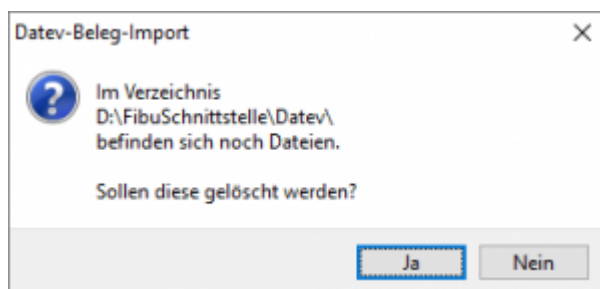 Datev-Beleg-Import
Im Verzeichnis
D:\FibuSchnittstelle\Datev\
befinden sich noch Dateien.
Sollen diese gelöscht werden?
Ja
Nein